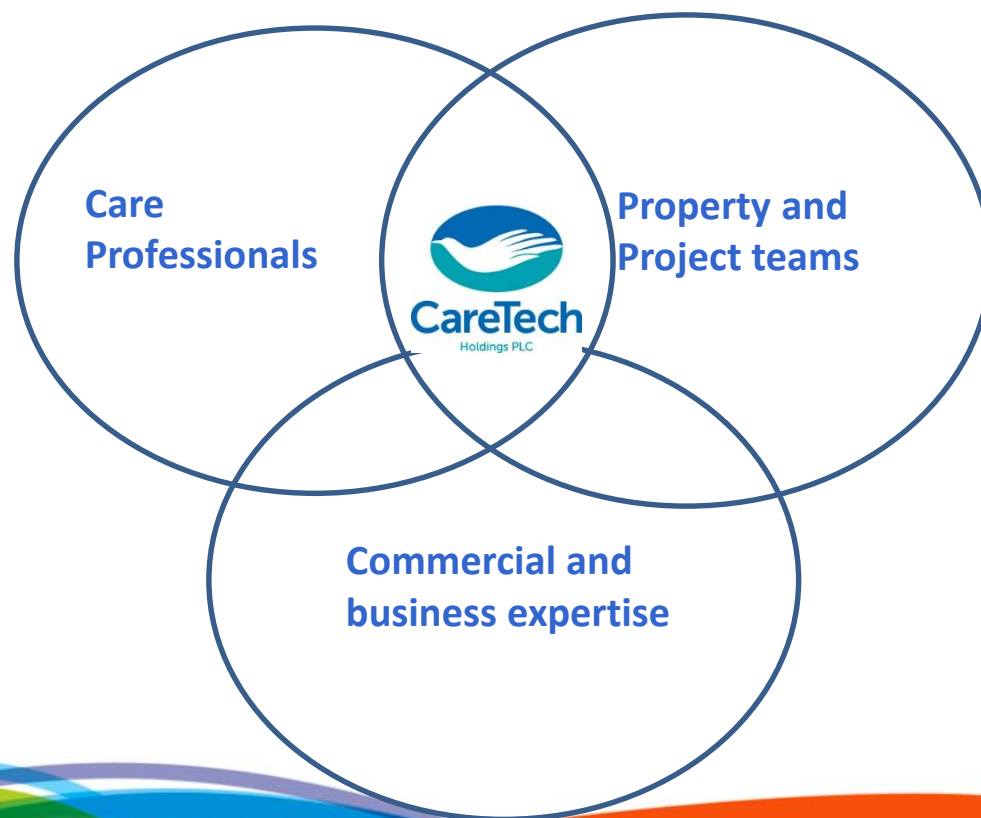 Care
Professionals
Property and
Project teams
CareTech
Holdings PLC
Commercial and
business expertise